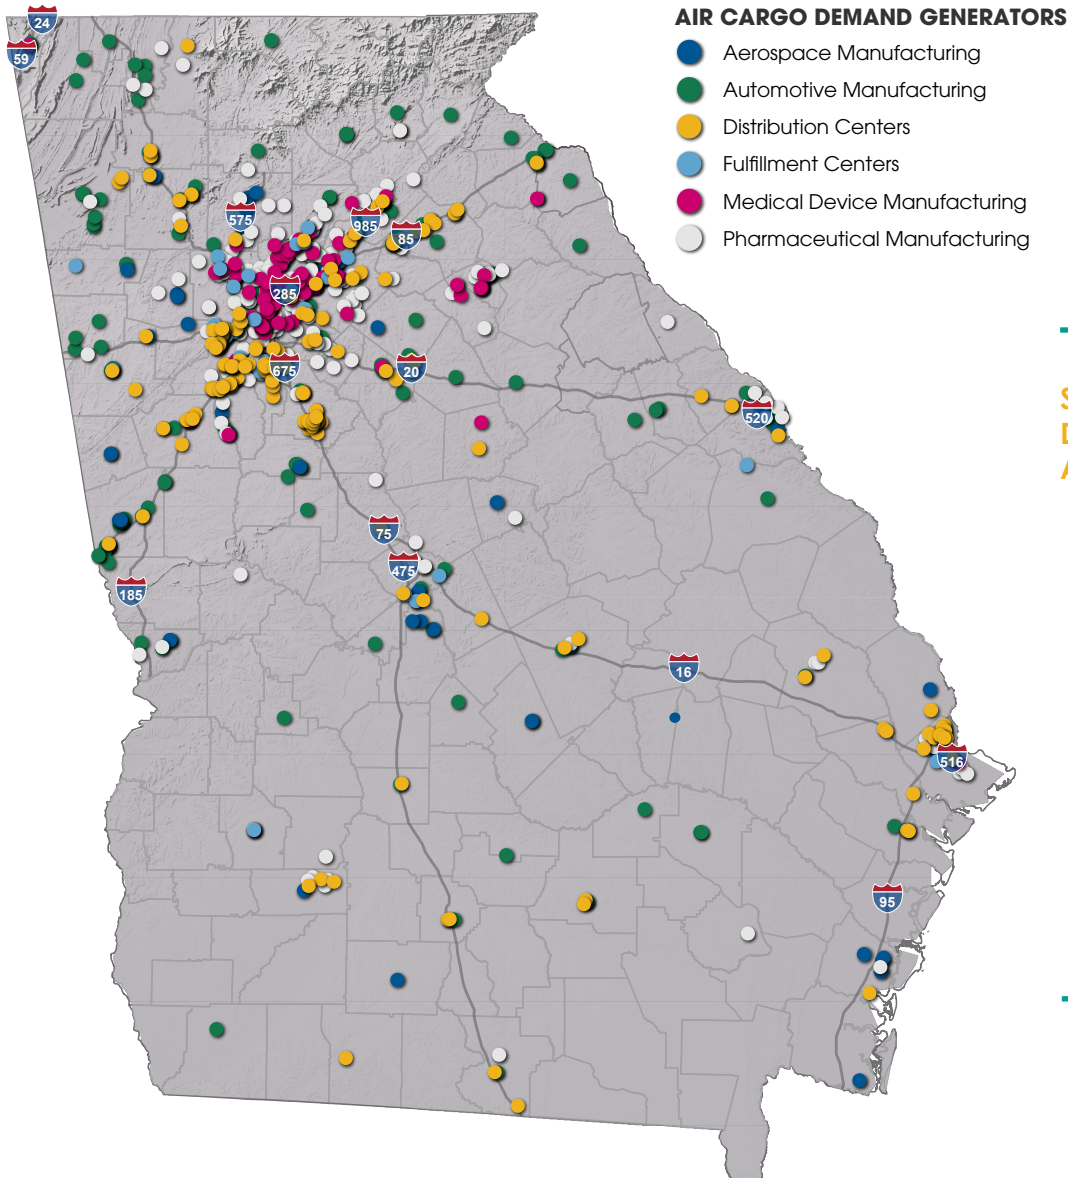 AIR CARGO DEMAND GENERATORS
Aerospace Manufacturing
Automotive Manufacturing
Distribution Centers
Fulfillment Centers
Medical Device Manufacturing
Pharmaceutical Manufacturing
24
59
575
985
85
285
675
20
520
75
475
185
16
516
95
S
D
A